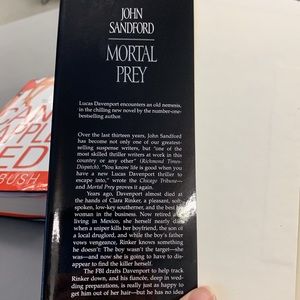 JOHN
SANDFORD
MORTAL
PREY
Lucas Davenport encounters an old nemesis,
in the chilling new novel by the number-one-
bestselling author.
Over the last thirteen years, John Sandford
has become not only one of our greatest-
selling suspense writers, but "one of the
most skilled thriller writers at work in this
country or any other" (Richmond Times-
Dispatch). "You know life is good when you
have a new Lucas Davenport thriller to
escape into," wrote the Chicago Tribune—
and Mortal Prey proves it again.
Years ago, Davenport almost died at
the hands of Clara Rinker, a pleasant, soft-
spoken, low-key southerner, and the best hit
woman in the business. Now retired and
living in Mexico, she herself nearly dies
when a sniper kills her boyfriend, the son
of a local druglord, and while the boy's father
vows vengeance, Rinker knows something
he doesn't: The boy wasn't the target—she
was—and now she is going to have to dis-
appear to find the killer herself.
The FBI drafts Davenport to help track
Rinker down, and his fiancée, deep in wed-
ding preparations, is really just as happy to
get him out of her hair—but he has no idea
CAN
APPLE
ED
BUSH